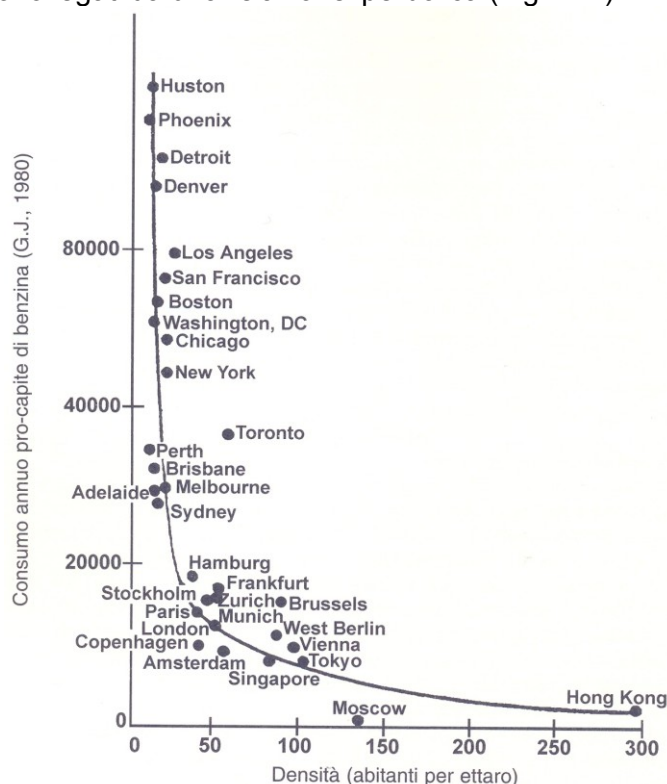 Huston
Phoenix
Detroit
Denver
80000
Los Angeles
San Francisco
Boston
Washington, DC
Chicago
New York
40000
Toronto
Perth
Brisbane
Adelaide
Melbourne
Sydney
20000
Hamburg
Frankfurt
Stockholm
Zurich
Brussels
Paris
Munich
London
West Berlin
Copenhagen
Vienna
Amsterdam
Tokyo
Singapore
Hong Kong
Moscow
0
0 50 100 150 200 250 300
Densità (abitanti per ettaro)
Consumo annuo pro-capite di benzina (G.J., 1980)